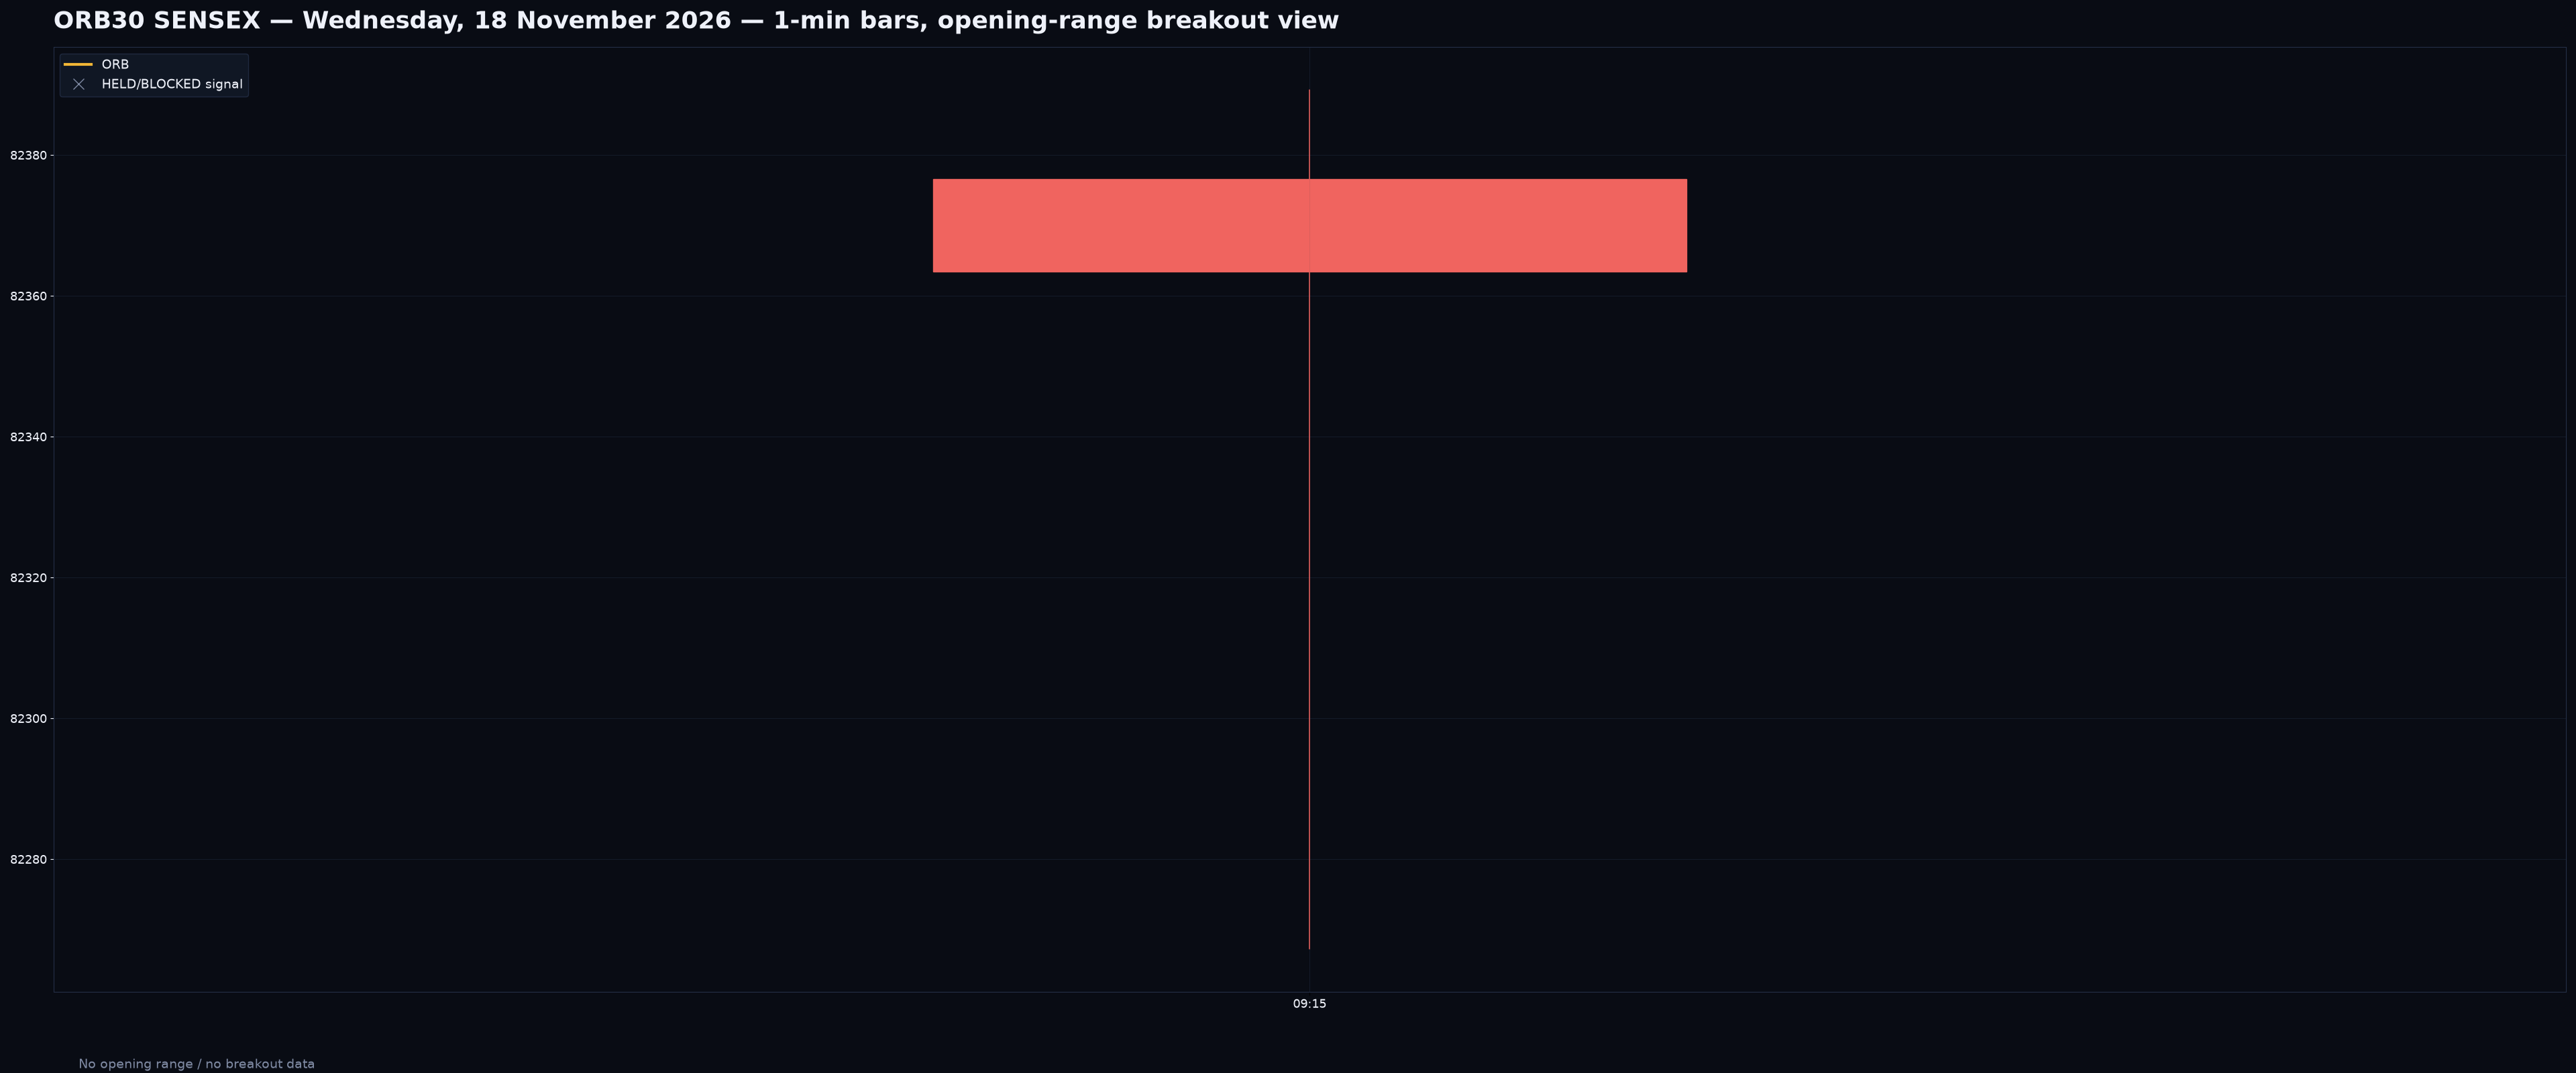 ORB30 SENSEX — Wednesday, 18 November 2026 — 1-min bars, opening-range breakout view
ORB
HELD/BLOCKED signal
82380
82360
82340
82320
82300
82280
09:15
No opening range / no breakout data